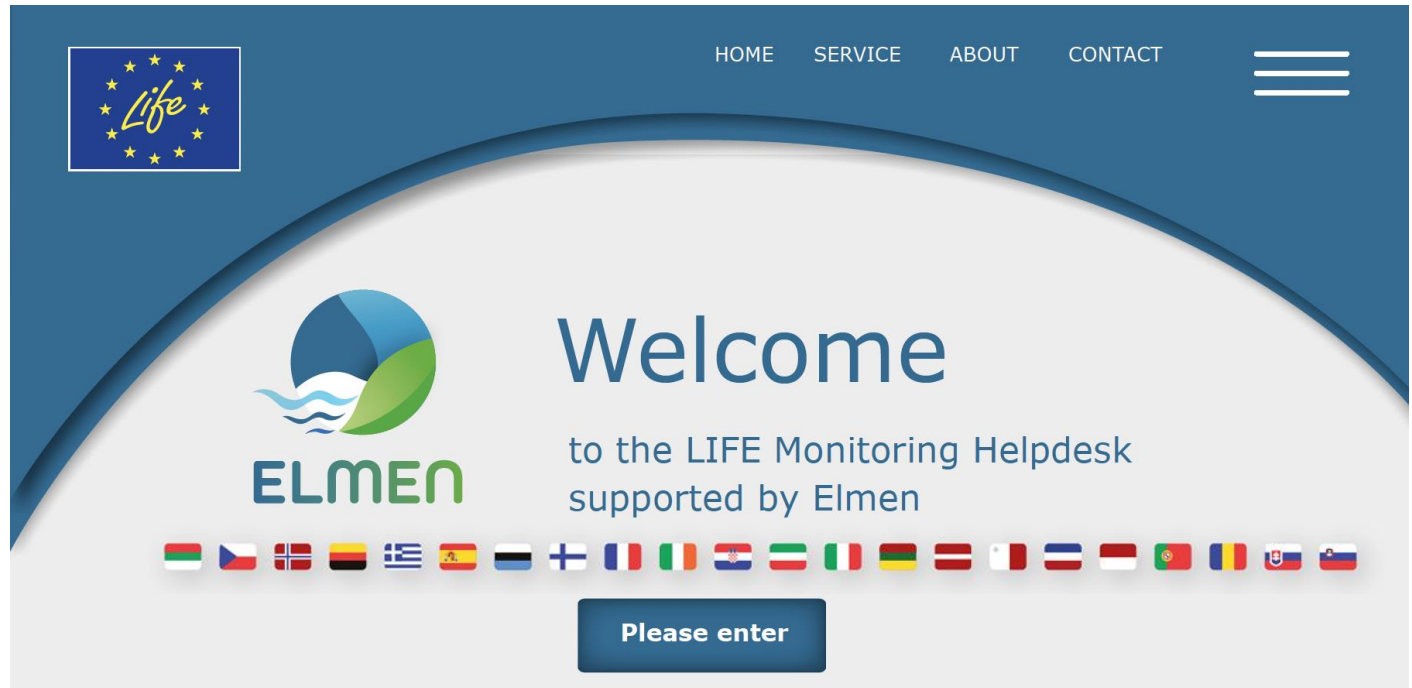 HOME SERVICE ABOUT CONTACT
Life
Welcome
to the LIFE Monitoring Helpdesk
supported by Elmen
ELMEN
Please enter